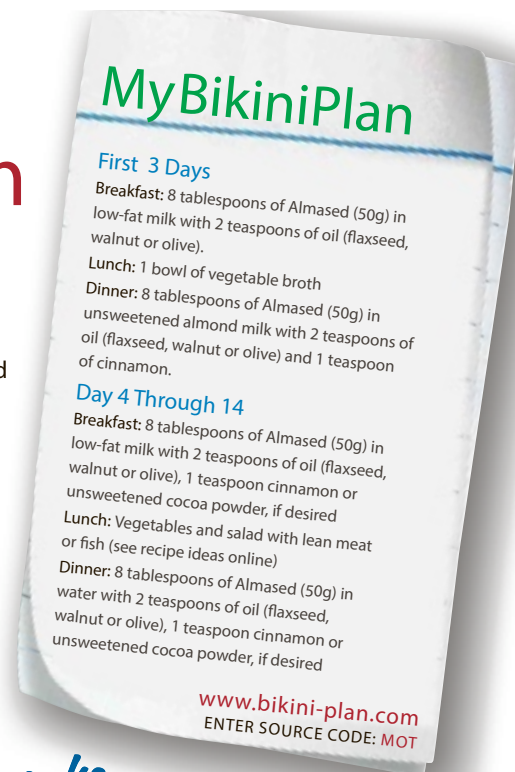 MyBikiniPlan
First 3 Days
Breakfast: 8 tablespoons of Almased (50g) in
low-fat milk with 2 teaspoons of oil (flaxseed,
walnut or olive).
Lunch: 1 bowl of vegetable broth
Dinner: 8 tablespoons of Almased (50g) in
unsweetened almond milk with 2 teaspoons of
oil (flaxseed, walnut or olive) and 1 teaspoon
of cinnamon.
Day 4 Through 14
Breakfast: 8 tablespoons of Almased (50g) in
low-fat milk with 2 teaspoons of oil (flaxseed,
walnut or olive), 1 teaspoon cinnamon or
unsweetened cocoa powder, if desired
Lunch: Vegetables and salad with lean meat
or fish (see recipe ideas online)
Dinner: 8 tablespoons of Almased (50g) in
water with 2 teaspoons of oil (flaxseed,
walnut or olive), 1 teaspoon cinnamon or
unsweetened cocoa powder, if desired
www.bikini-plan.com
ENTER SOURCE CODE: MOT